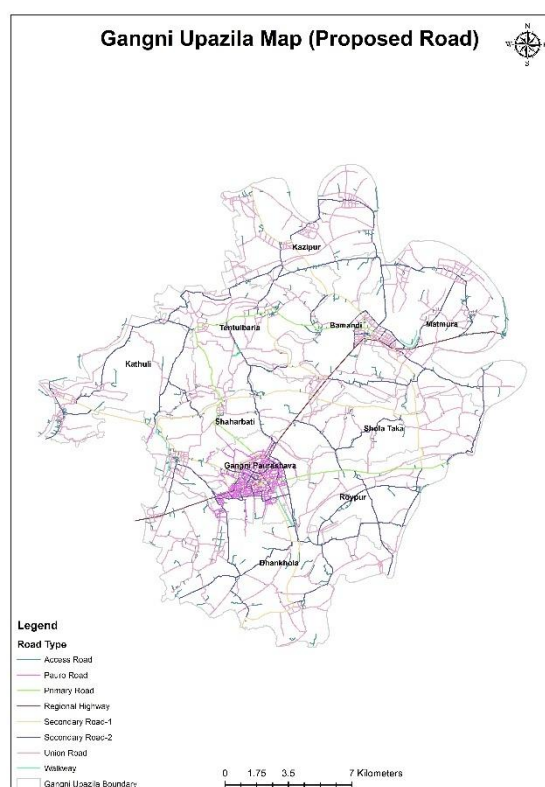 Gangni Upazila Map (Proposed Road)
N
W
S
Kazipur
Tentulbaria
Bamandi
Matmura
Kathuli
Shaharbati
Shola Taka
Gangni Paurashava
Roypur
Dhankhola
Legend
Road Type
Access Road
Pauro Road
Primary Road
Regional Highway
Secondary Road-1
Secondary Road-2
Union Road
Walkway
Gangni Upazila Boundary
0 1.75 3.5 7 Kilometers